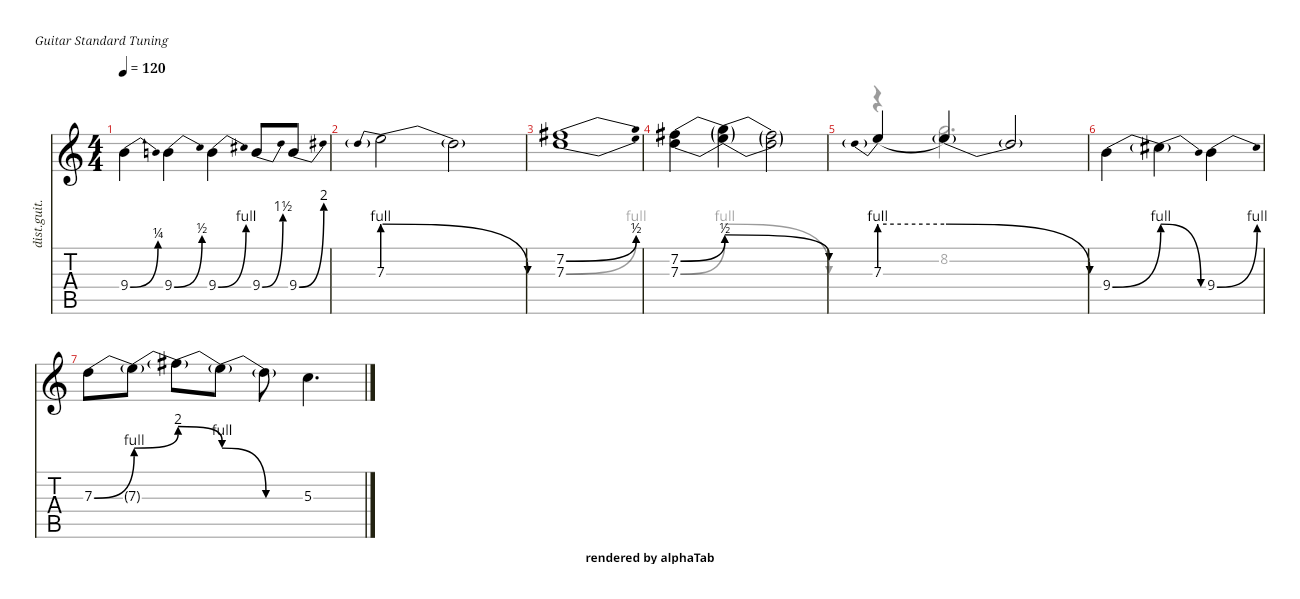 Guitar Standard Tuning
= 120
1 2 3 4 5 6
4
4
dist.guit.
¼ ½ full 1½ 2 full full ½ full ½ full full full
T
A
B
9 9 9 9 9 7 7 7 7 7 7 8 9 9
7
full 2 full
T
A
B
7 (7) 5
rendered by alphaTab